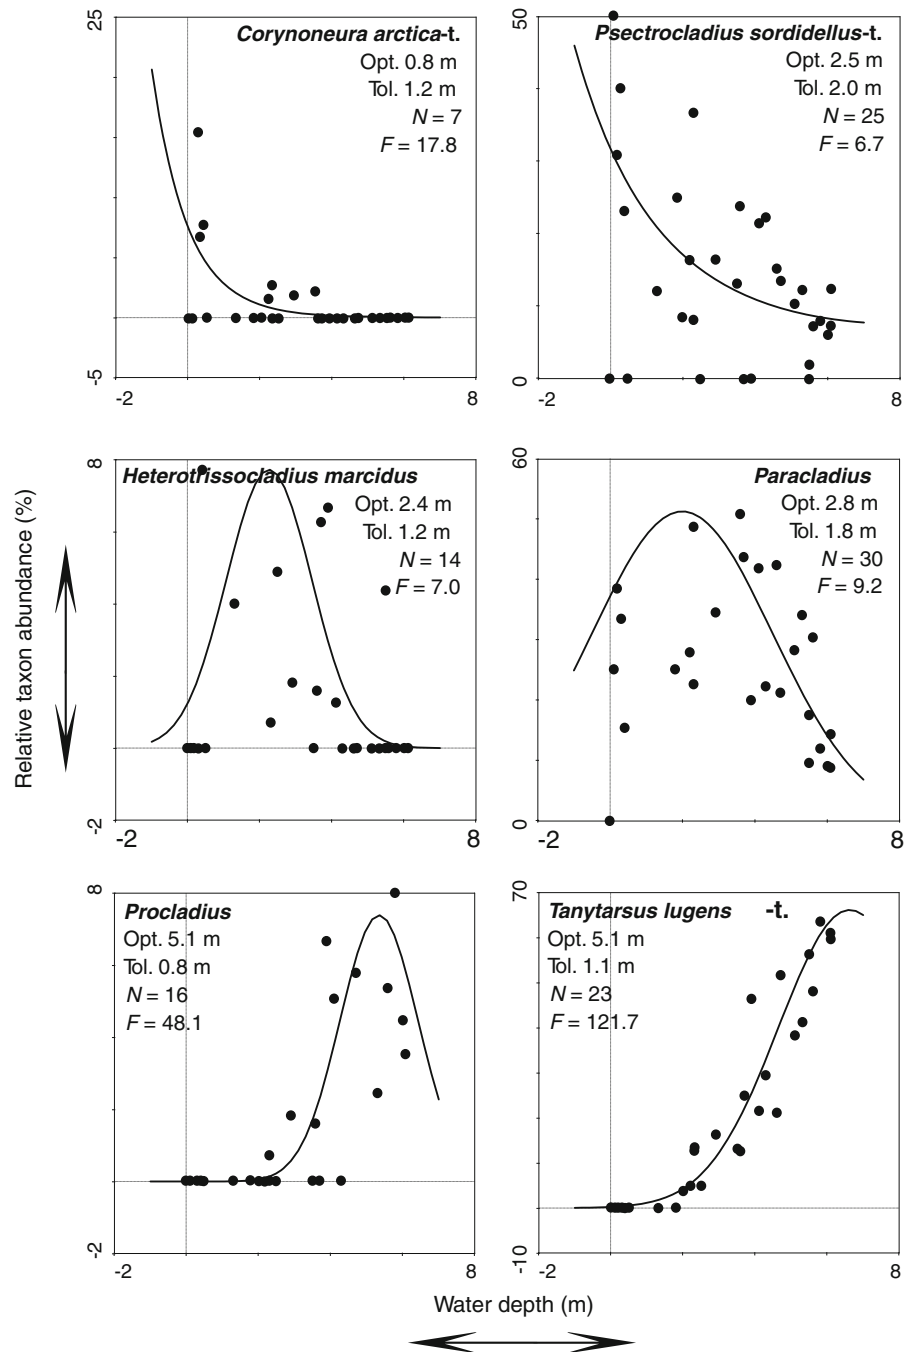 25
Corynoneura arctica-t.
Opt. 0.8 m
Tol. 1.2 m
N = 7
F = 17.8
-5
-2
8
50
Psectrocladius sordidellus-t.
Opt. 2.5 m
Tol. 2.0 m
N = 25
F = 6.7
0
-2
8
Relative taxon abundance (%)
8
Heterotrissocladius marcidus
Opt. 2.4 m
Tol. 1.2 m
N = 14
F = 7.0
-2
-2
8
60
Paracladius
Opt. 2.8 m
Tol. 1.8 m
N = 30
F = 9.2
0
-2
8
8
Procladius
Opt. 5.1 m
Tol. 0.8 m
N = 16
F = 48.1
-2
-2
8
70
Tanytarsus lugens -t.
Opt. 5.1 m
Tol. 1.1 m
N = 23
F = 121.7
-10
-2
8
Water depth (m)